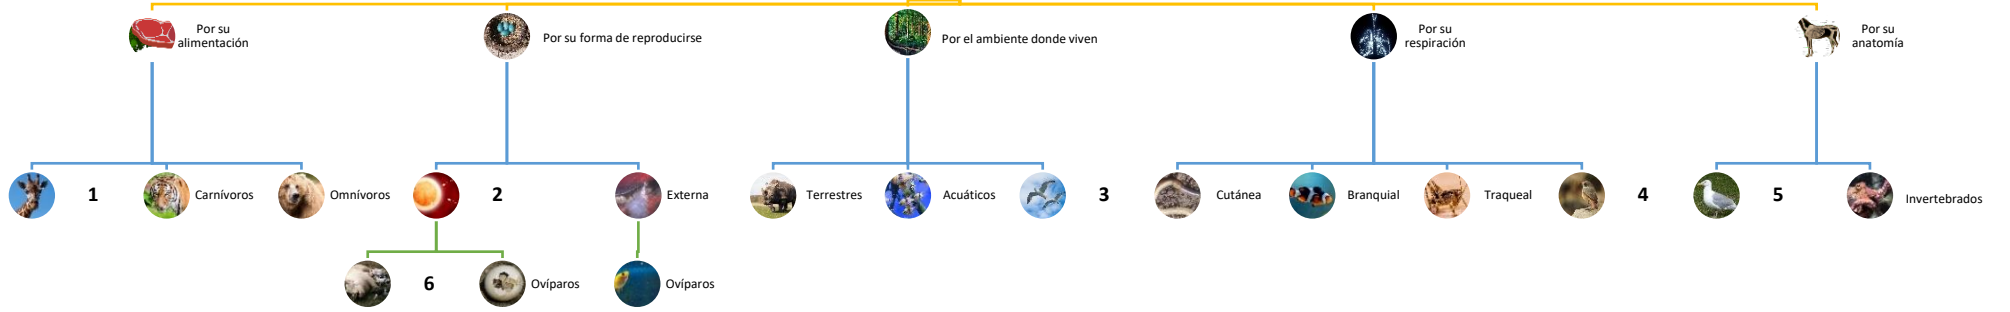 Por su
alimentación
Por su forma de reproducirse
Por el ambiente donde viven
Por su
respiración
Por su
anatomía
1
Carnívoros
Omnívoros
2
Externa
Terrestres
Acuáticos
3
Cutánea
Branquial
Traqueal
4
5
Invertebrados
6
Ovíparos
Ovíparos